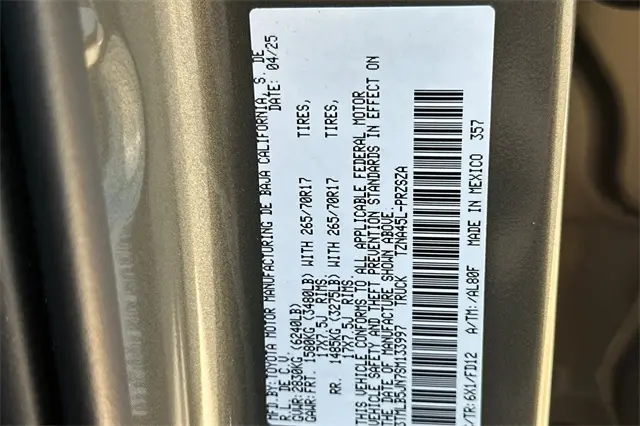 MFD.BY:TOYOTA MOTOR MANUFACTURING DE BAJA CALIFORNIA, S. DE
R.L. DE C.V. DATE: 04/25
GVWR:2830KG (6240LB)
GAWR:FRT. 1580KG (3480LB) WITH 265/70R17 TIRES,
17X7.5J RIMS.
RR. 1485KG (3275LB) WITH 265/70R17 TIRES,
17X7.5J RIMS.
THIS VEHICLE CONFORMS TO ALL APPLICABLE FEDERAL MOTOR
VEHICLE SAFETY AND THEFT PREVENTION STANDARDS IN EFFECT ON
THE DATE OF MANUFACTURE SHOWN ABOVE.
3TMLB5JN7SM133997 TRUCK TZNA45L-PRZSZA
/TR:6X1/FD12 A/TM:-/AL80F MADE IN MEXICO 357